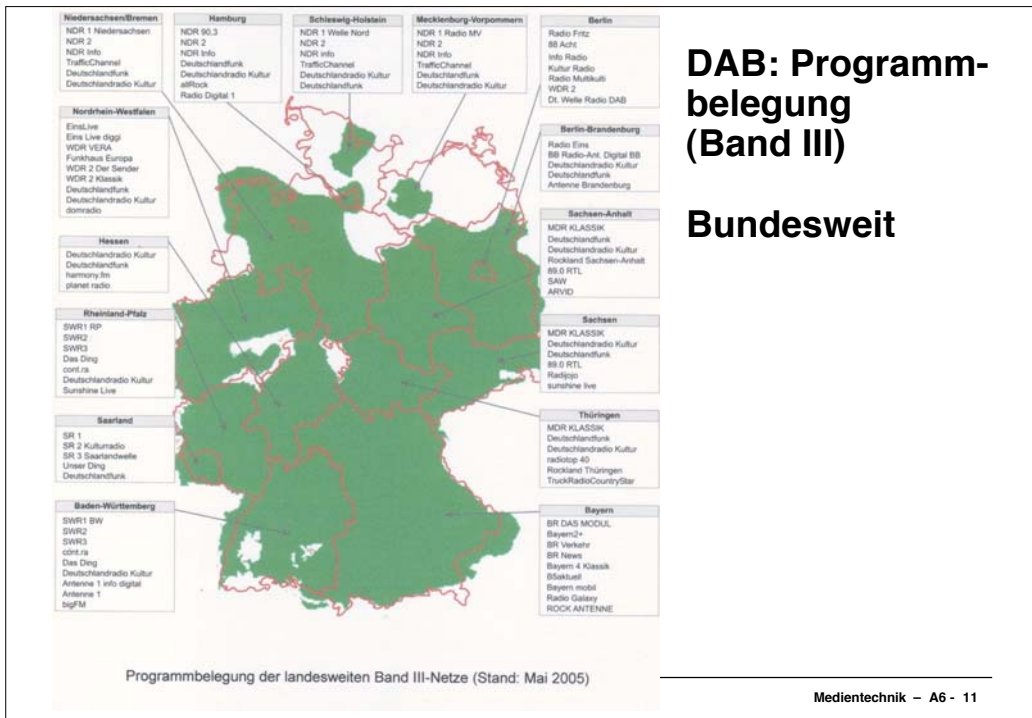 Niedersachsen/Bremen
NDR 1 Niedersachsen
NDR 2
NDR Info
TrafficChannel
Deutschlandfunk
Deutschlandradio Kultur
Hamburg
NDR 90,3
NDR 2
NDR Info
Deutschlandfunk
Deutschlandradio Kultur
altRock
Radio Digital 1
Schleswig-Holstein
NDR 1 Welle Nord
NDR 2
NDR info
TrafficChannel
Deutschlandradio Kultur
Deutschlandfunk
Mecklenburg-Vorpommern
NDR 1 Radio MV
NDR 2
NDR Info
TrafficChannel
Deutschlandfunk
Deutschlandradio Kultur
Berlin
Radio Fritz
88 Acht
Info Radio
Kultur Radio
Radio Multikulti
WDR 2
Dt. Welle Radio DAB
DAB: Programm-
belegung
(Band III)
Bundesweit
Nordrhein-Westfalen
EinsLive
Eins Live diggi
WDR VERA
Funkhaus Europa
WDR 2 Der Sender
WDR 2 Klassik
Deutschlandfunk
Deutschlandradio Kultur
domradio
Berlin-Brandenburg
Radio Eins
BB Radio-Ant. Digital BB
Deutschlandradio Kultur
Deutschlandfunk
Antenne Brandenburg
Sachsen-Anhalt
MDR KLASSIK
Deutschlandfunk
Deutschlandradio Kultur
Rockland Sachsen-Anhalt
89.0 RTL
SAW
ARVID
Hessen
Deutschlandradio Kultur
Deutschlandfunk
harmony.fm
planet radio
Rheinland-Pfalz
SWR1 RP
SWR2
SWR3
Das Ding
cont.ra
Deutschlandradio Kultur
Sunshine Live
Sachsen
MDR KLASSIK
Deutschlandradio Kultur
Deutschlandfunk
89.0 RTL
Radijojo
sunshine live
Saarland
SR 1
SR 2 Kulturradio
SR 3 Saarlandwelle
Unser Ding
Deutschlandfunk
Thüringen
MDR KLASSIK
Deutschlandfunk
Deutschlandradio Kultur
radiotop 40
Rockland Thüringen
TruckRadioCountryStar
Baden-Württemberg
SWR1 BW
SWR2
SWR3
cont.ra
Das Ding
Deutschlandradio Kultur
Antenne 1 info digital
Antenne 1
bigFM
Bayern
BR DAS MODUL
Bayern2+
BR Verkehr
BR News
Bayern 4 Klassik
B5aktuell
Bayern mobil
Radio Galaxy
ROCK ANTENNE
Programmbelegung der landesweiten Band III-Netze (Stand: Mai 2005)
Medientechnik – A6 - 11